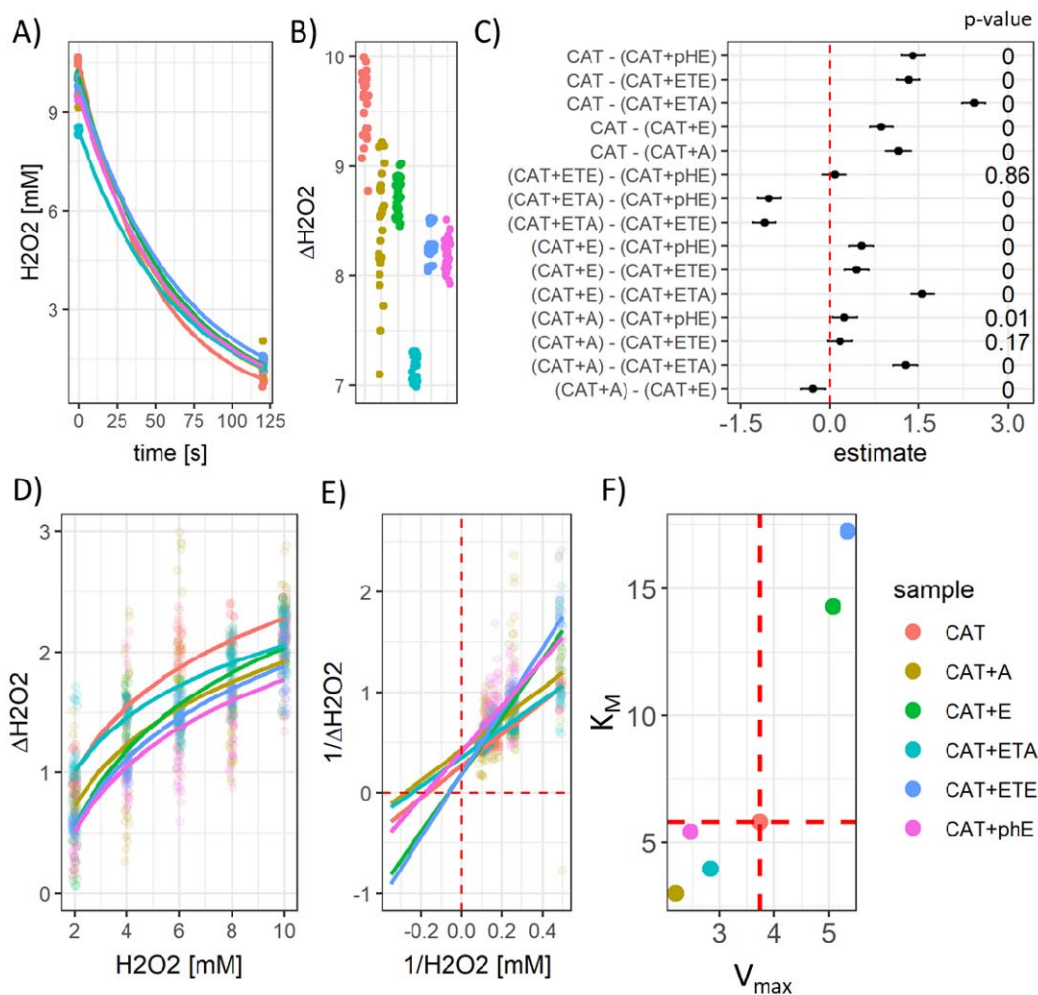 A)
H2O2 [mM]
9
6
3
0
25
50
75
100
125
time [s]
B)
ΔH2O2
10
9
8
7
C)
p-value
CAT - (CAT+pHE)
0
CAT - (CAT+ETE)
0
CAT - (CAT+ETA)
0
CAT - (CAT+E)
0
CAT - (CAT+A)
0
(CAT+ETE) - (CAT+pHE)
0.86
(CAT+ETA) - (CAT+pHE)
0
(CAT+ETA) - (CAT+ETE)
0
(CAT+E) - (CAT+pHE)
0
(CAT+E) - (CAT+ETE)
0
(CAT+E) - (CAT+ETA)
0
(CAT+A) - (CAT+pHE)
0.01
(CAT+A) - (CAT+ETE)
0.17
(CAT+A) - (CAT+ETA)
0
(CAT+A) - (CAT+E)
0
-1.5
0.0
1.5
3.0
estimate
D)
ΔH2O2
3
2
1
0
2
4
6
8
10
H2O2 [mM]
E)
1/ΔH2O2
2
1
0
-1
-0.2
0.0
0.2
0.4
1/H2O2 [mM]
F)
KM
15
10
5
3
4
5
Vmax
sample
CAT
CAT+A
CAT+E
CAT+ETA
CAT+ETE
CAT+phE